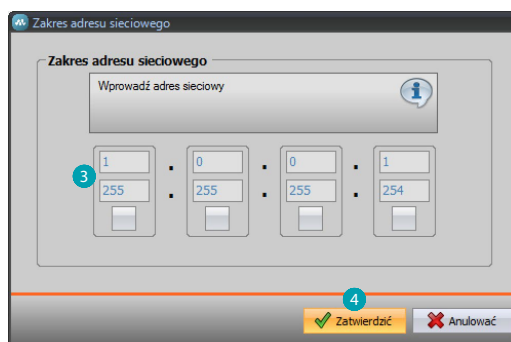 Zakres adresu sieciowego
Zakres adresu sieciowego
Wprowadź adres sieciowy
1 . 0 . 0 . 1
3
255 . 255 . 255 . 254
4
Zatwierdzić Anulować